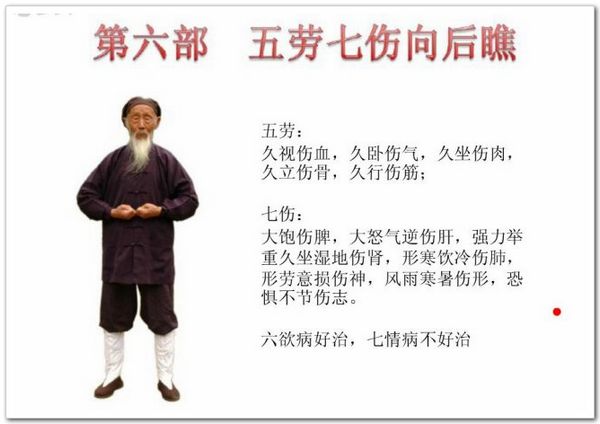 第六部 五劳七伤向后瞧
五劳：
久视伤血，久卧伤气，久坐伤肉，
久立伤骨，久行伤筋；
七伤：
大饱伤脾，大怒气逆伤肝，强力举
重久坐湿地伤肾，形寒饮冷伤肺，
形劳意损伤神，风雨寒暑伤形，恐
惧不节伤志。
六欲病好治，七情病不好治